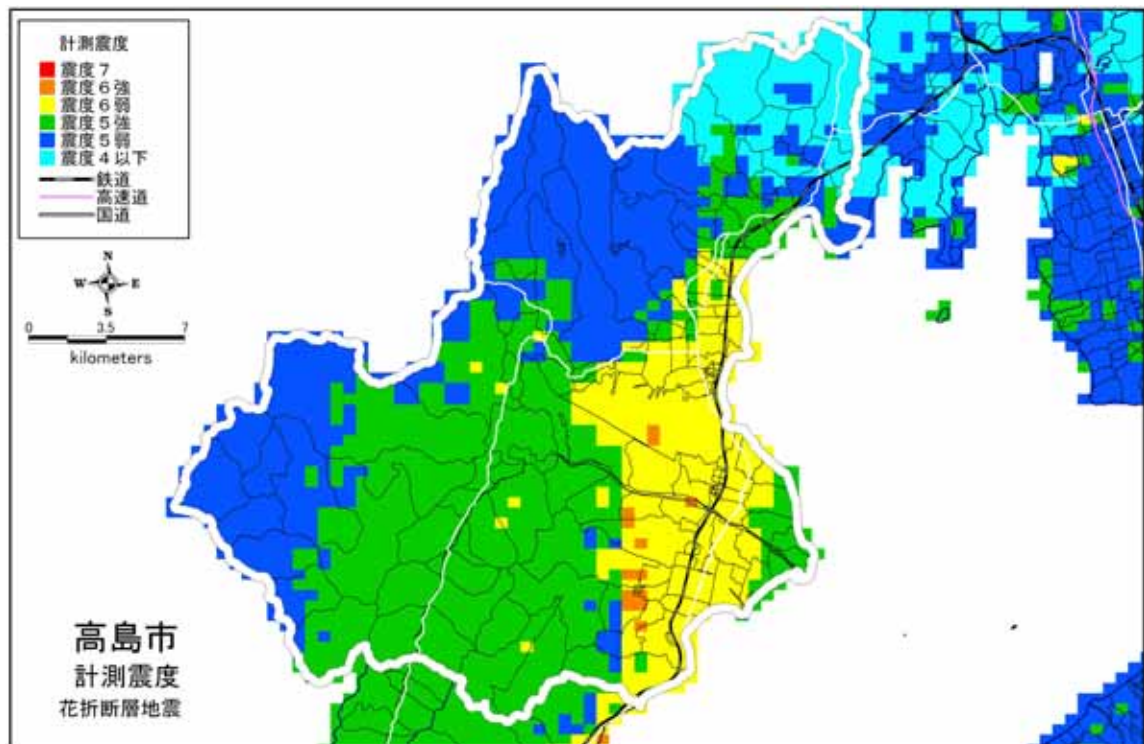 計測震度
震度７
震度６強
震度６弱
震度５強
震度５弱
震度４以下
鉄道
高速道
国道
N
W E
S
0 3.5 7
kilometers
高島市
計測震度
花折断層地震